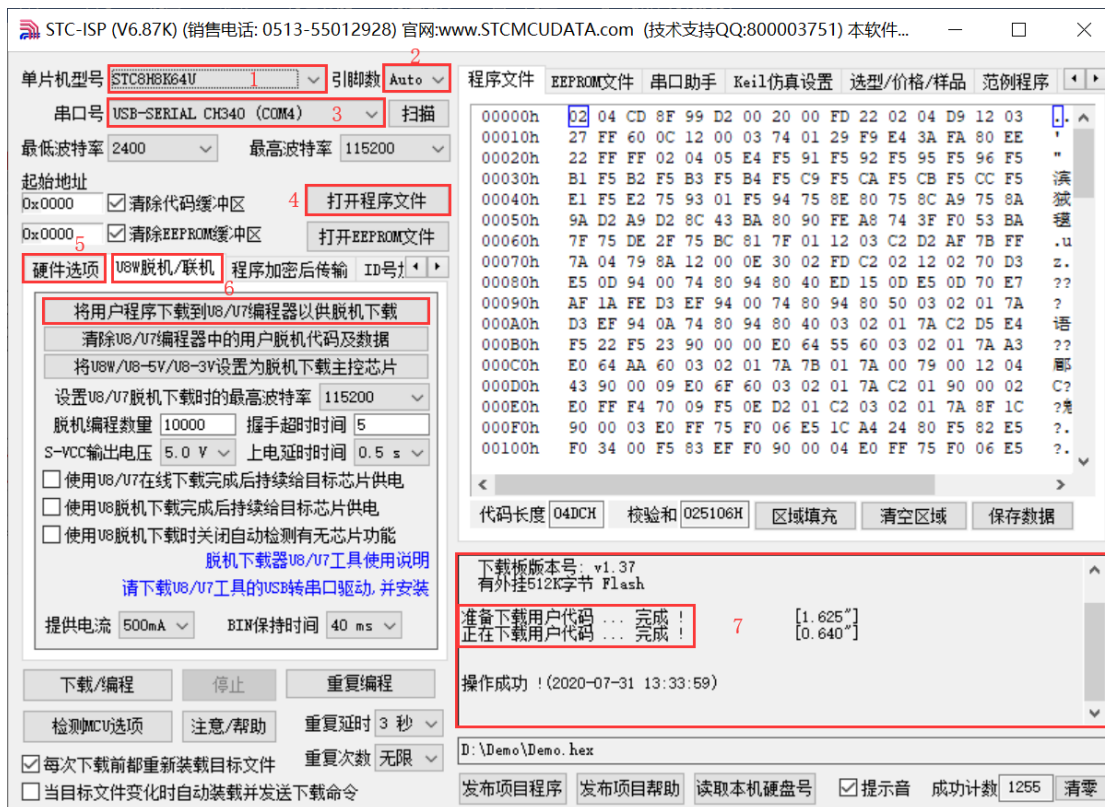 STC-ISP (V6.87K) (销售电话: 0513-55012928) 官网:www.STCMCUDATA.com (技术支持QQ:800003751) 本软件...
单片机型号 STC8H8K64U 1 引脚数 2 Auto
串口号 USB-SERIAL CH340 (COM4) 3 扫描
最低波特率 2400 最高波特率 115200
起始地址
0x0000 清除代码缓冲区 4 打开程序文件
0x0000 清除EEPROM缓冲区 打开EEPROM文件
5
硬件选项 U8W脱机/联机 程序加密后传输 ID号
6
将用户程序下载到U8/U7编程器以供脱机下载
清除U8/U7编程器中的用户脱机代码及数据
将U8W/U8-5V/U8-3V设置为脱机下载主控芯片
设置U8/U7脱机下载时的最高波特率 115200
脱机编程数量 10000 握手超时时间 5
S-VCC输出电压 5.0 V 上电延时时间 0.5 s
使用U8/U7在线下载完成后持续给目标芯片供电
使用U8脱机下载完成后持续给目标芯片供电
使用U8脱机下载时关闭自动检测有无芯片功能
脱机下载器U8/U7工具使用说明
请下载U8/U7工具的USB转串口驱动,并安装
提供电流 500mA BIN保持时间 40 ms
下载/编程 停止 重复编程
检测MCU选项 注意/帮助 重复延时 3 秒
重复次数 无限
每次下载前都重新装载目标文件
当目标文件变化时自动装载并发送下载命令
程序文件 EEPROM文件 串口助手 Keil仿真设置 选型/价格/样品 范例程序
00000h 02 04 CD 8F 99 D2 00 20 00 FD 22 02 04 D9 12 03 ..
00010h 27 FF 60 0C 12 00 03 74 01 29 F9 E4 3A FA 80 EE '
00020h 22 FF FF 02 04 05 E4 F5 91 F5 92 F5 95 F5 96 F5 "
00030h B1 F5 B2 F5 B3 F5 B4 F5 C9 F5 CA F5 CB F5 CC F5 滨
00040h E1 F5 E2 75 93 01 F5 94 75 8E 80 75 8C A9 75 8A
00050h 9A D2 A9 D2 8C 43 BA 80 90 FE A8 74 3F F0 53 BA
00060h 7F 75 DE 2F 75 BC 81 7F 01 12 03 C2 D2 AF 7B FF .u
00070h 7A 04 79 8A 12 00 0E 30 02 FD C2 02 12 02 70 D3 z.
00080h E5 0D 94 00 74 80 94 80 40 ED 15 0D E5 0D 70 E7 ??
00090h AF 1A FE D3 EF 94 00 74 80 94 80 50 03 02 01 7A ?
000A0h D3 EF 94 0A 74 80 94 80 40 03 02 01 7A C2 D5 E4 语
000B0h F5 22 F5 23 90 00 00 E0 64 55 60 03 02 01 7A A3 ??
000C0h E0 64 AA 60 03 02 01 7A 7B 01 7A 00 79 00 12 04
000D0h 43 90 00 09 E0 6F 60 03 02 01 7A C2 01 90 00 02 C?
000E0h E0 FF F4 70 09 F5 0E D2 01 C2 03 02 01 7A 8F 1C
000F0h 90 00 03 E0 FF 75 F0 06 E5 1C A4 24 80 F5 82 E5 ?.
00100h F0 34 00 F5 83 EF F0 90 00 04 E0 FF 75 F0 06 E5 ?.
代码长度 04DCH 校验和 025106H 区域填充 清空区域 保存数据
下载板版本号: v1.37
有外挂512K字节 Flash
准备下载用户代码 ... 完成 ! [1.625"]
正在下载用户代码 ... 完成 ! 7 [0.640"]
操作成功 !(2020-07-31 13:33:59)
D:\Demo\Demo.hex
发布项目程序 发布项目帮助 读取本机硬盘号 提示音 成功计数 1255 清零